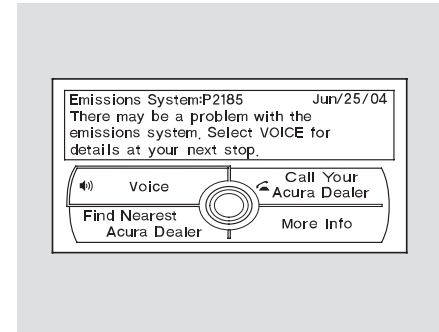 Emissions System:P2185 Jun/25/04
There may be a problem with the
emissions system. Select VOICE for
details at your next stop.
Voice
Call Your
Acura Dealer
Find Nearest
Acura Dealer
More Info